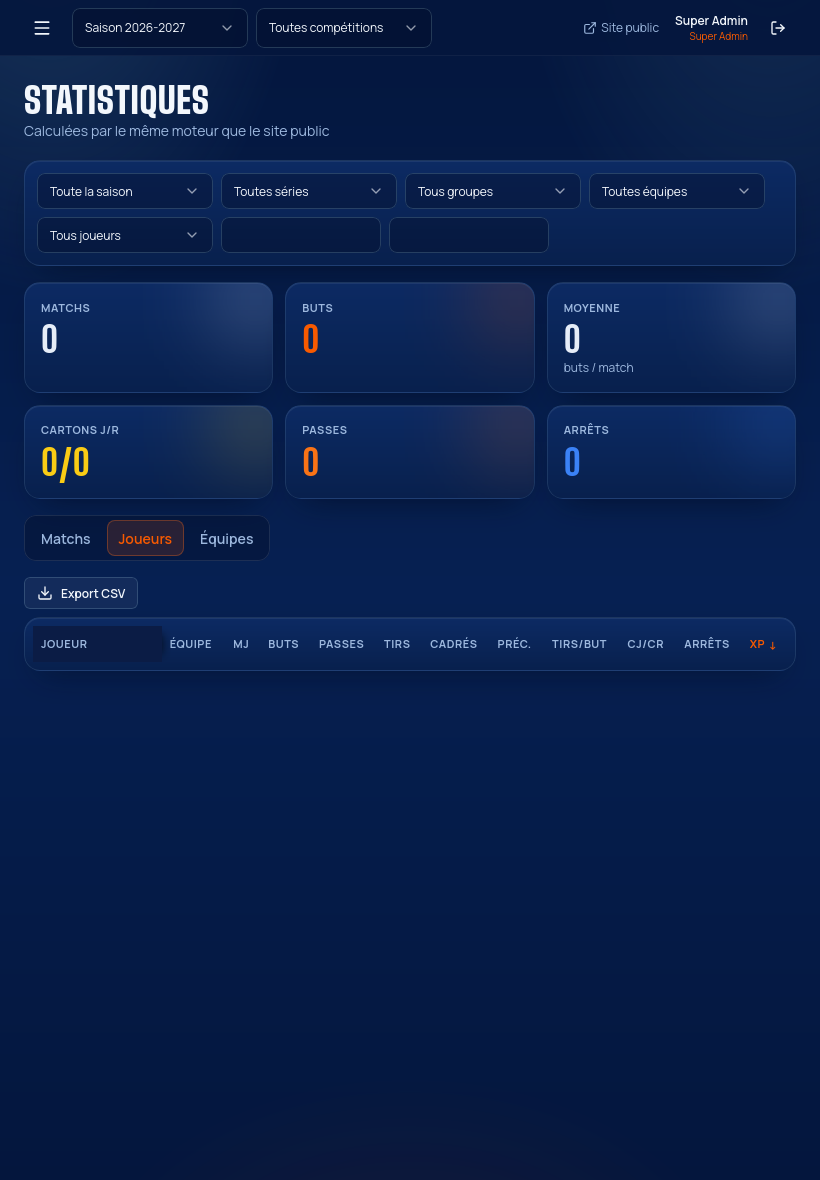 Saison 2026-2027
Toutes compétitions
Site public
Super Admin
Super Admin
STATISTIQUES
Calculées par le même moteur que le site public
Toute la saison
Toutes séries
Tous groupes
Toutes équipes
Tous joueurs
MATCHS
0
BUTS
0
MOYENNE
0
buts / match
CARTONS J/R
0/0
PASSES
0
ARRÊTS
0
Matchs
Joueurs
Équipes
Export CSV
JOUEUR ÉQUIPE MJ BUTS PASSES TIRS CADRÉS PRÉC. TIRS/BUT CJ/CR ARRÊTS XP ↓